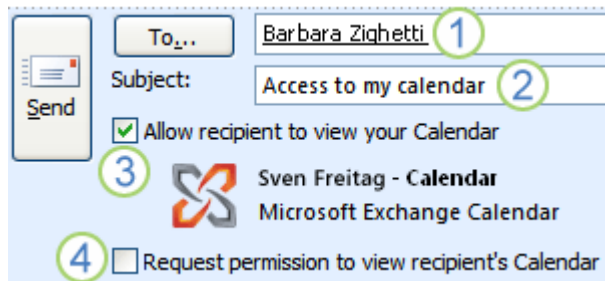 To... Barbara Zighetti 1
Send
Subject: Access to my calendar 2
Allow recipient to view your Calendar
3
Sven Freitag - Calendar
Microsoft Exchange Calendar
4 Request permission to view recipient's Calendar